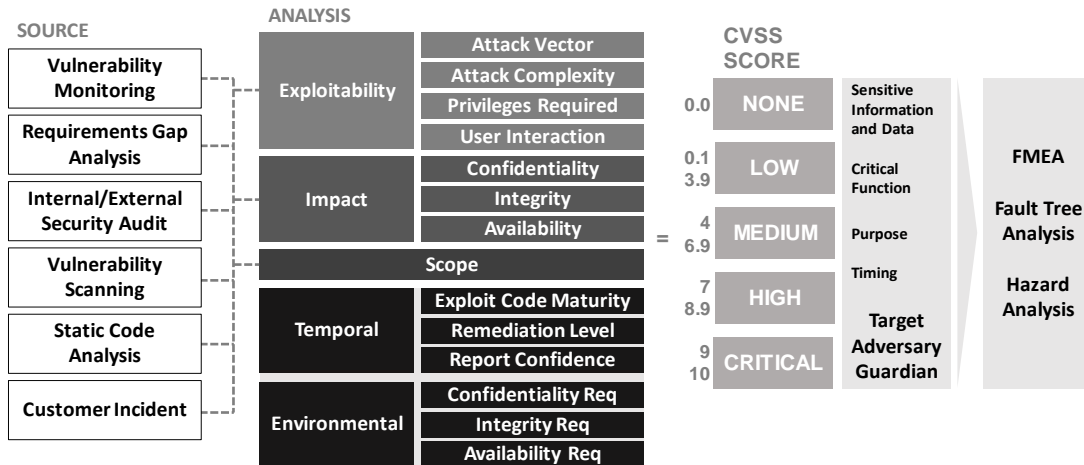 SOURCE
Vulnerability
Monitoring
Requirements Gap
Analysis
Internal/External
Security Audit
Vulnerability
Scanning
Static Code
Analysis
Customer Incident
ANALYSIS
Exploitability
Attack Vector
Attack Complexity
Privileges Required
User Interaction
Impact
Confidentiality
Integrity
Availability
Scope
Temporal
Exploit Code Maturity
Remediation Level
Report Confidence
Environmental
Confidentiality Req
Integrity Req
Availability Req
=
CVSS
SCORE
0.0
NONE
0.1
3.9
LOW
4
6.9
MEDIUM
7
8.9
HIGH
9
10
CRITICAL
Sensitive
Information
and Data
Critical
Function
Purpose
Timing
Target
Adversary
Guardian
FMEA
Fault Tree
Analysis
Hazard
Analysis